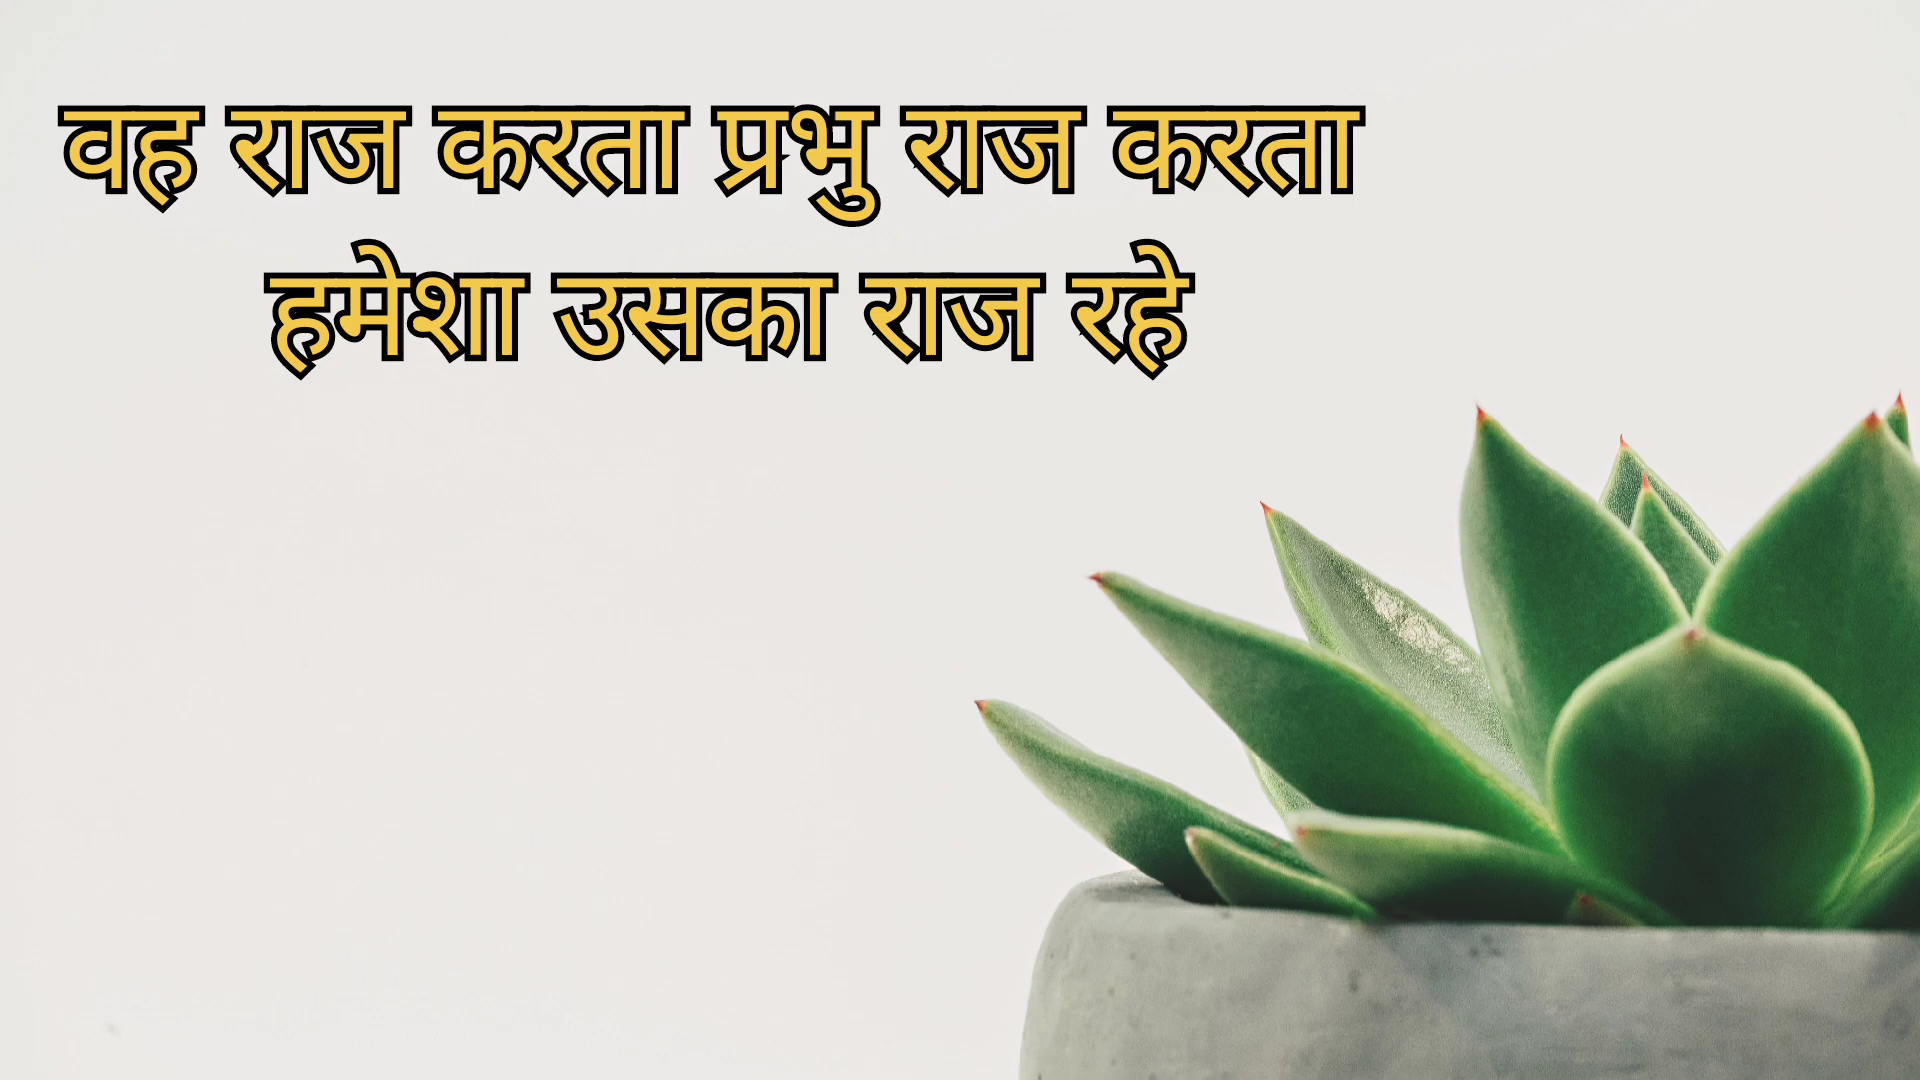 वह राज करता प्रभु राज करता
हमेशा उसका राज रहे